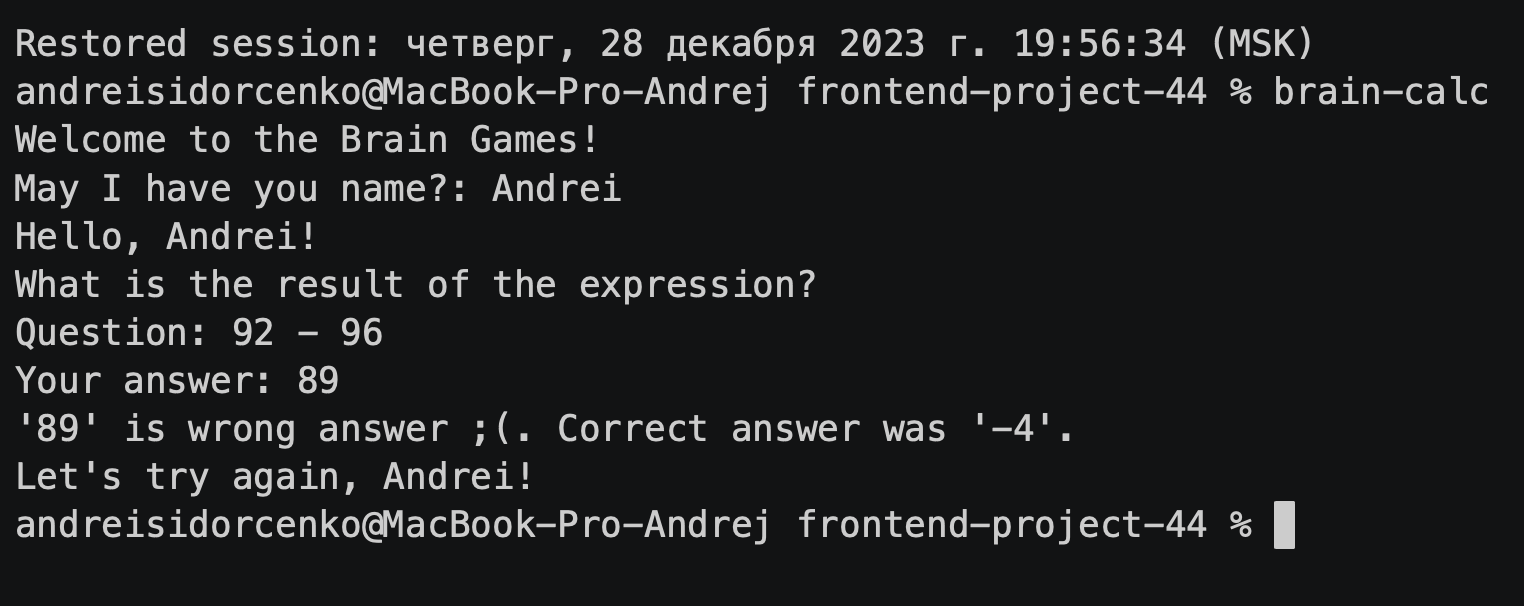 Restored session: четверг, 28 декабря 2023 г. 19:56:34 (MSK)
andreisidorcenko@MacBook-Pro-Andrej frontend-project-44 % brain-calc
Welcome to the Brain Games!
May I have you name?: Andrei
Hello, Andrei!
What is the result of the expression?
Question: 92 - 96
Your answer: 89
'89' is wrong answer ;(. Correct answer was '-4'.
Let's try again, Andrei!
andreisidorcenko@MacBook-Pro-Andrej frontend-project-44 %